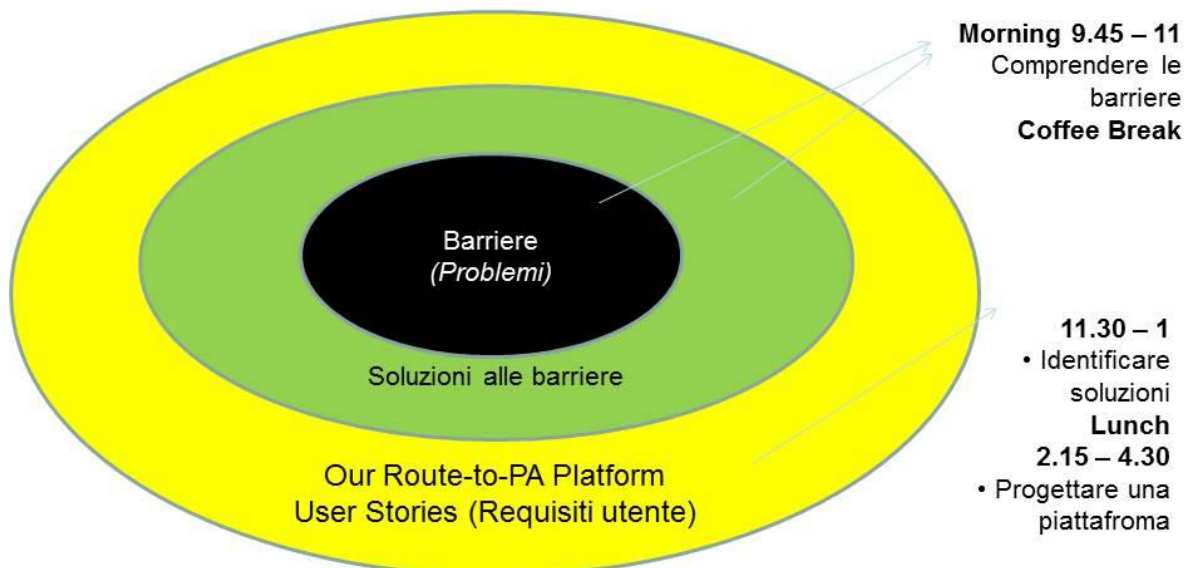 Barriere
(Problemi)
Soluzioni alle barriere
Our Route-to-PA Platform
User Stories (Requisiti utente)
Morning 9.45 – 11
Comprendere le
barriere
Coffee Break
11.30 – 1
• Identificare
soluzioni
Lunch
2.15 – 4.30
• Progettare una
piattafroma